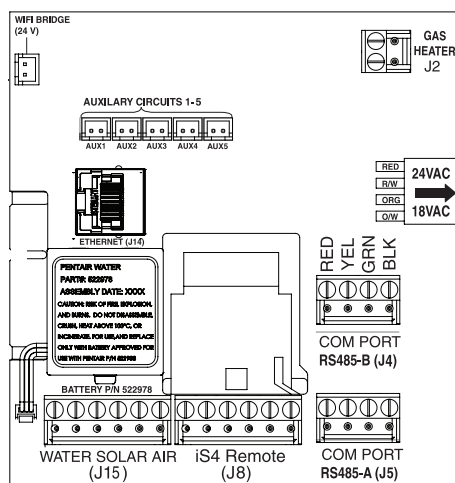 WIFI BRIDGE
(24 V)
GAS
HEATER
J2
AUXILARY CIRCUITS 1-5
AUX1 AUX2 AUX3 AUX4 AUX5
RED
R/W
ORG
O/W
24VAC
18VAC
ETHERNET (J14)
PENTAIR WATER
PART#: 522978
ASSEMBLY DATE: XXXX
CAUTION: RISK OF FIRE, EXPLOSION,
AND BURNS. DO NOT DISASSEMBLE,
CRUSH, HEAT ABOVE 100°C, OR
INCINERATE. FOR USE, AND REPLACE
ONLY WITH BATTERY APPROVED FOR
USE WITH PENTAIR P/N 522978
BATTERY P/N 522978
RED YEL GRN BLK
COM PORT
RS485-B (J4)
WATER SOLAR AIR
(J15)
iS4 Remote
(J8)
COM PORT
RS485-A (J5)